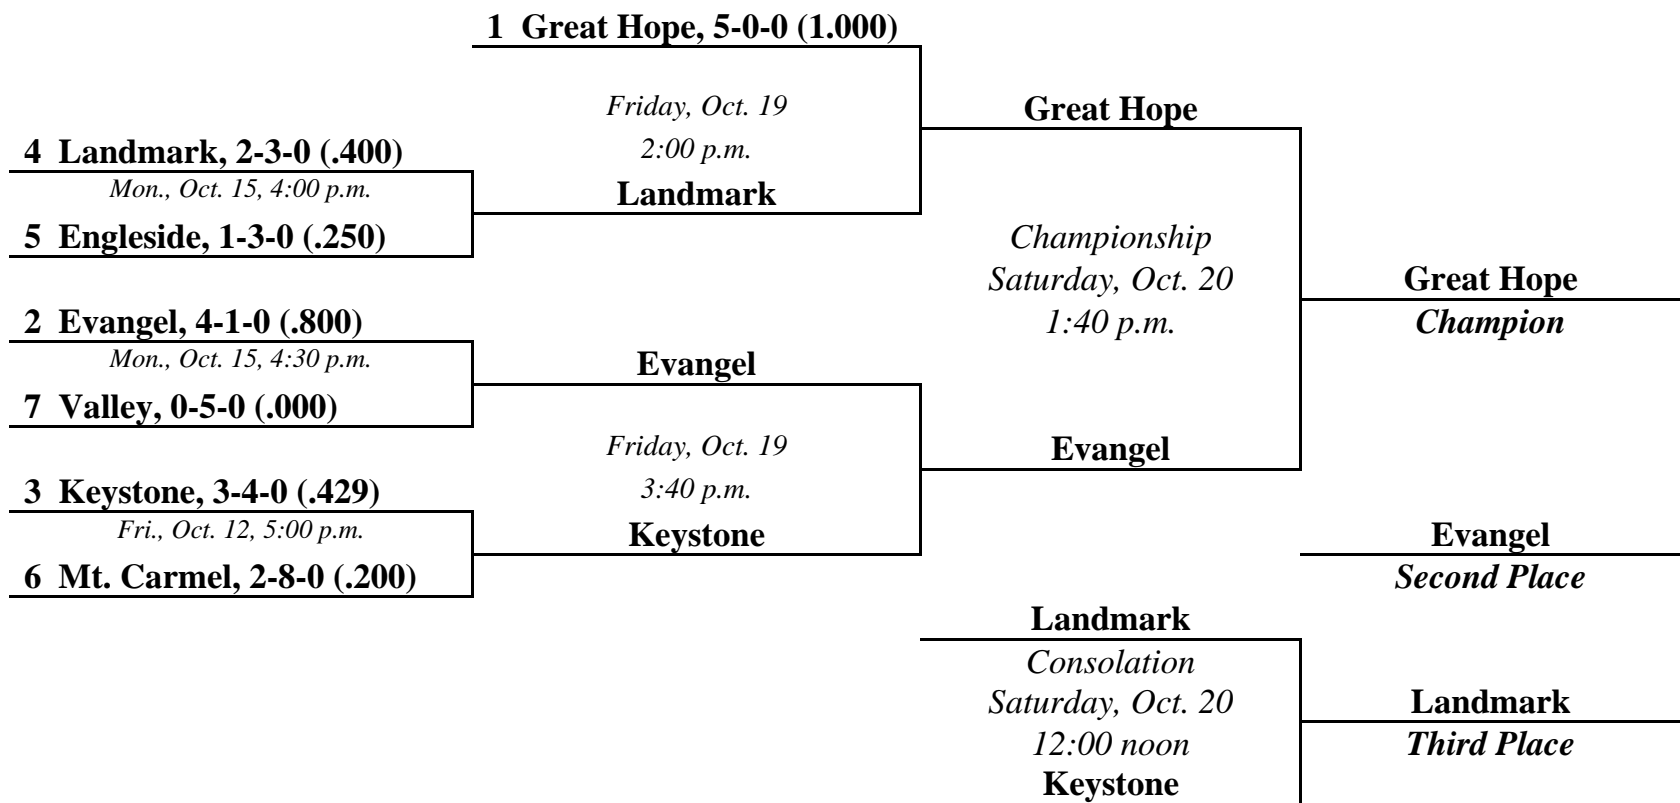 1 Great Hope, 5-0-0 (1.000)
Friday, Oct. 19
2:00 p.m.
Landmark
4 Landmark, 2-3-0 (.400)
Mon., Oct. 15, 4:00 p.m.
5 Engleside, 1-3-0 (.250)
2 Evangel, 4-1-0 (.800)
Mon., Oct. 15, 4:30 p.m.
7 Valley, 0-5-0 (.000)
Evangel
Friday, Oct. 19
3:40 p.m.
Keystone
3 Keystone, 3-4-0 (.429)
Fri., Oct. 12, 5:00 p.m.
6 Mt. Carmel, 2-8-0 (.200)
Great Hope
Championship
Saturday, Oct. 20
1:40 p.m.
Evangel
Great Hope
Champion
Evangel
Second Place
Landmark
Consolation
Saturday, Oct. 20
12:00 noon
Keystone
Landmark
Third Place